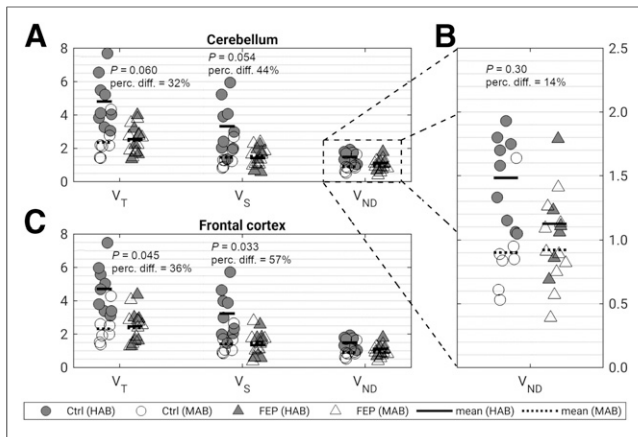 A
Cerebellum
8
6
4
2
0
P = 0.060
perc. diff. = 32%
P = 0.054
perc. diff. 44%
V_T
V_S
V_ND
B
2.5
2.0
1.5
1.0
0.5
0.0
P = 0.30
perc. diff. = 14%
V_ND
C
Frontal cortex
8
6
4
2
0
P = 0.045
perc. diff. = 36%
P = 0.033
perc. diff. = 57%
V_T
V_S
V_ND
Ctrl (HAB) Ctrl (MAB) FEP (HAB) FEP (MAB) mean (HAB) mean (MAB)